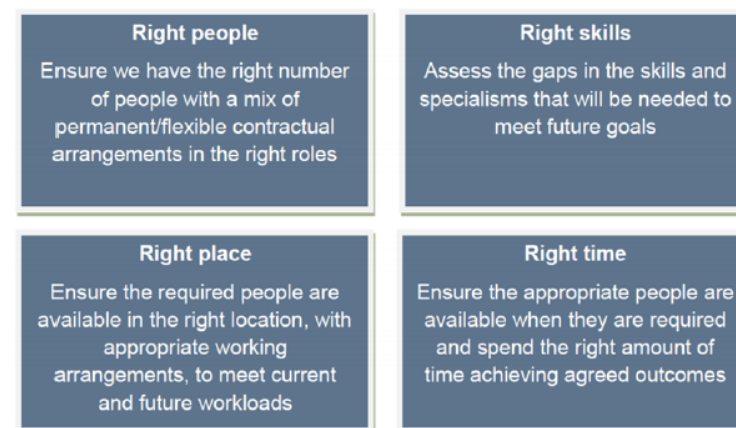 Right people
Ensure we have the right number
of people with a mix of
permanent/flexible contractual
arrangements in the right roles
Right skills
Assess the gaps in the skills and
specialisms that will be needed to
meet future goals
Right place
Ensure the required people are
available in the right location, with
appropriate working
arrangements, to meet current
and future workloads
Right time
Ensure the appropriate people are
available when they are required
and spend the right amount of
time achieving agreed outcomes